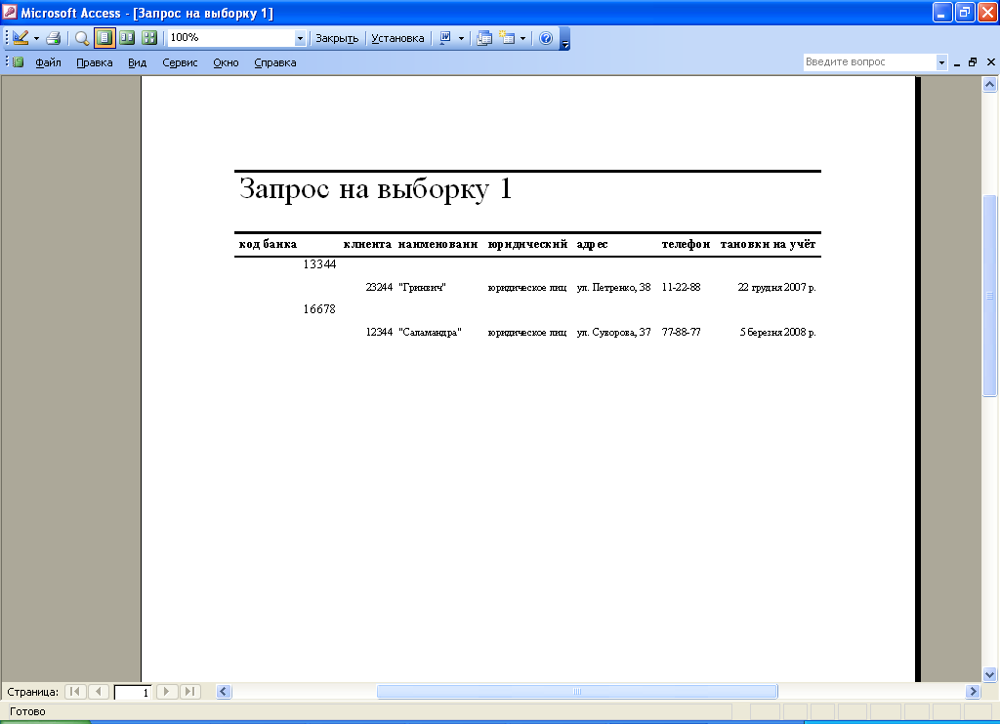 Microsoft Access - [Запрос на выборку 1]
100% Закрыть Установка
Файл Правка Вид Сервис Окно Справка Введите вопрос
Запрос на выборку 1
код банка клиента наименовани юридический адрес телефон тановки на учёт
13344
23244 "Гринвич" юридическое лиц ул. Петренко, 38 11-22-88 22 грудня 2007 р.
16678
12344 "Саламандра" юридическое лиц ул. Суворова, 37 77-88-77 5 березня 2008 р.
Страница: 1
Готово